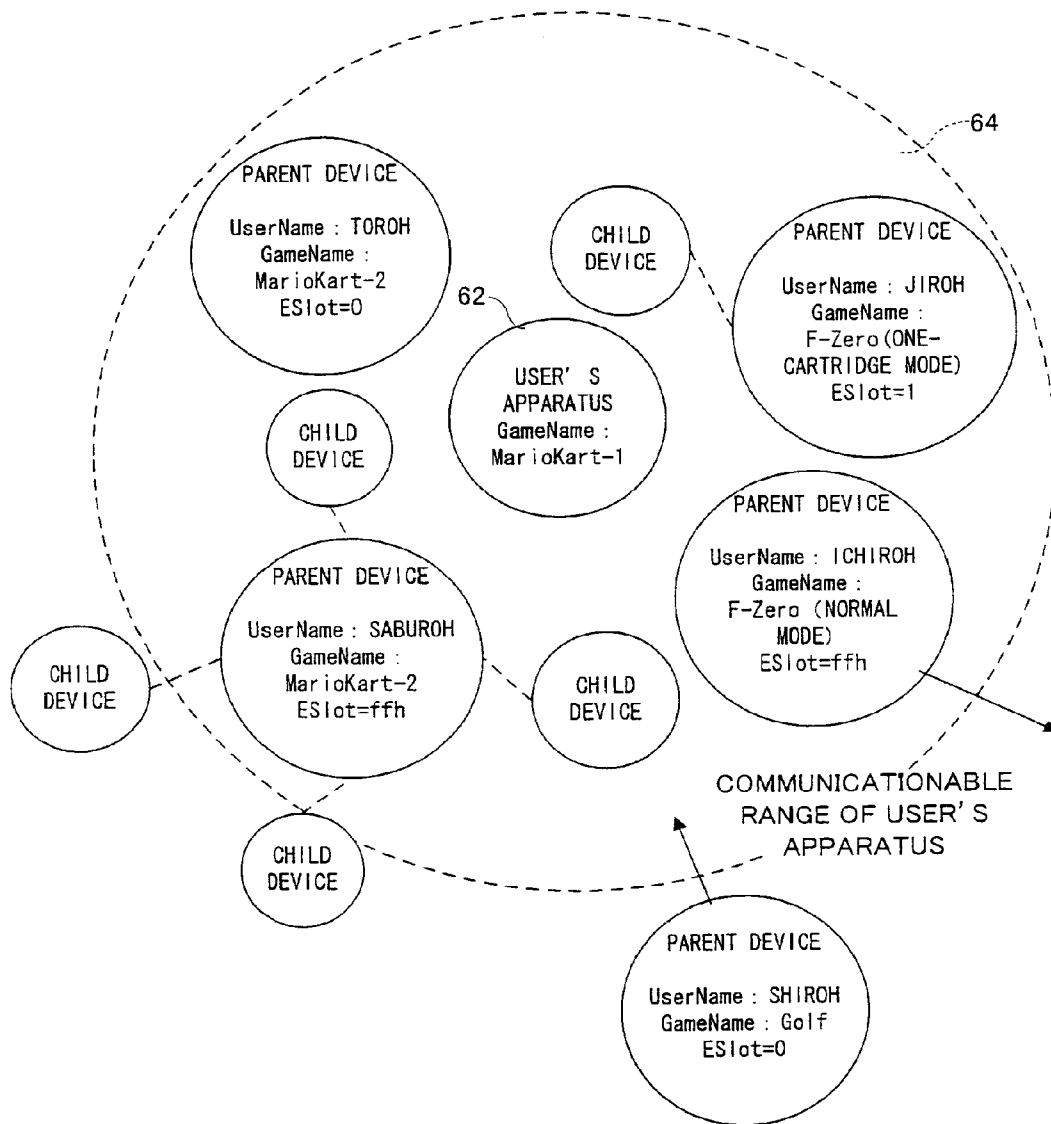 64
PARENT DEVICE
UserName : TOROH
GameName :
MarioKart-2
ESlot=0
CHILD
DEVICE
PARENT DEVICE
UserName : JIROH
GameName :
F-Zero(ONE-
CARTRIDGE MODE)
ESlot=1
62
USER'S
APPARATUS
GameName :
MarioKart-1
CHILD
DEVICE
PARENT DEVICE
UserName : ICHIROH
GameName :
F-Zero (NORMAL
MODE)
ESlot=ffh
PARENT DEVICE
UserName : SABUROH
GameName :
MarioKart-2
ESlot=ffh
CHILD
DEVICE
CHILD
DEVICE
COMMUNICATIONABLE
RANGE OF USER'S
APPARATUS
CHILD
DEVICE
PARENT DEVICE
UserName : SHIROH
GameName : Golf
ESlot=0